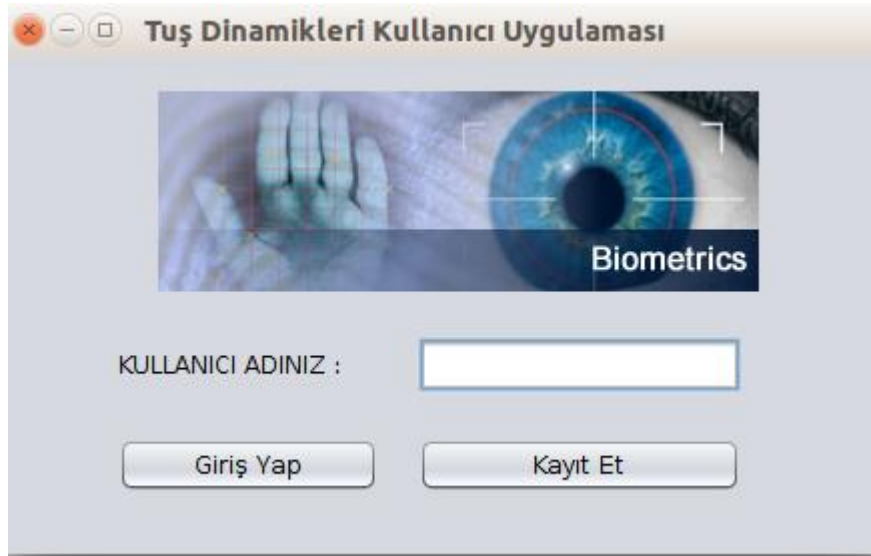 Tuş Dinamikleri Kullanıcı Uygulaması
Biometrics
KULLANICI ADINIZ :
Giriş Yap
Kayıt Et